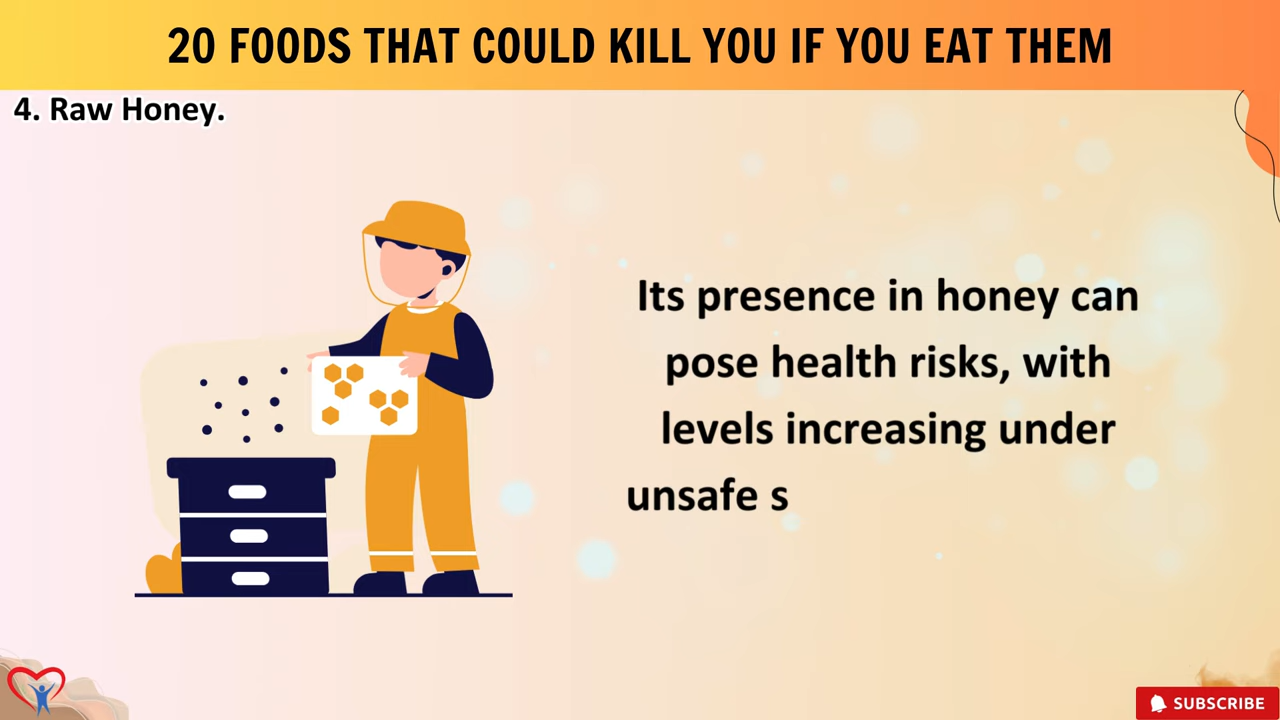 20 FOODS THAT COULD KILL YOU IF YOU EAT THEM
4. Raw Honey.
Its presence in honey can
pose health risks, with
levels increasing under
unsafe s
SUBSCRIBE